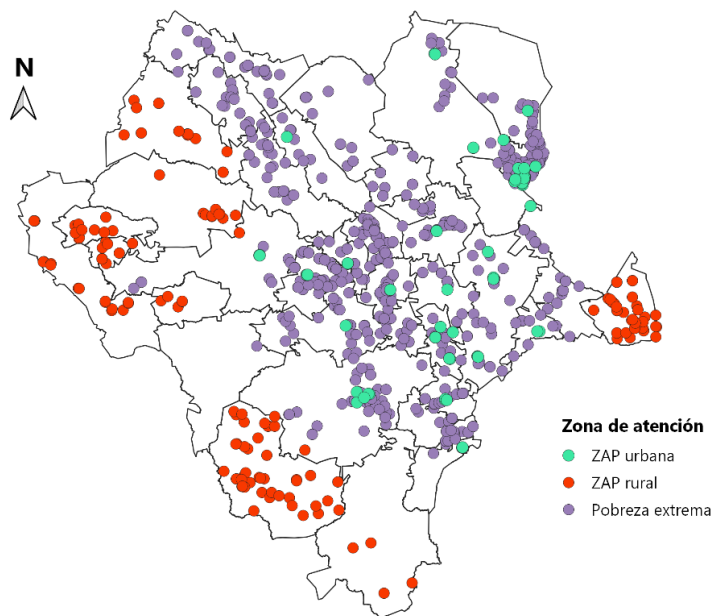 N
Zona de atención
ZAP urbana
ZAP rural
Pobreza extrema